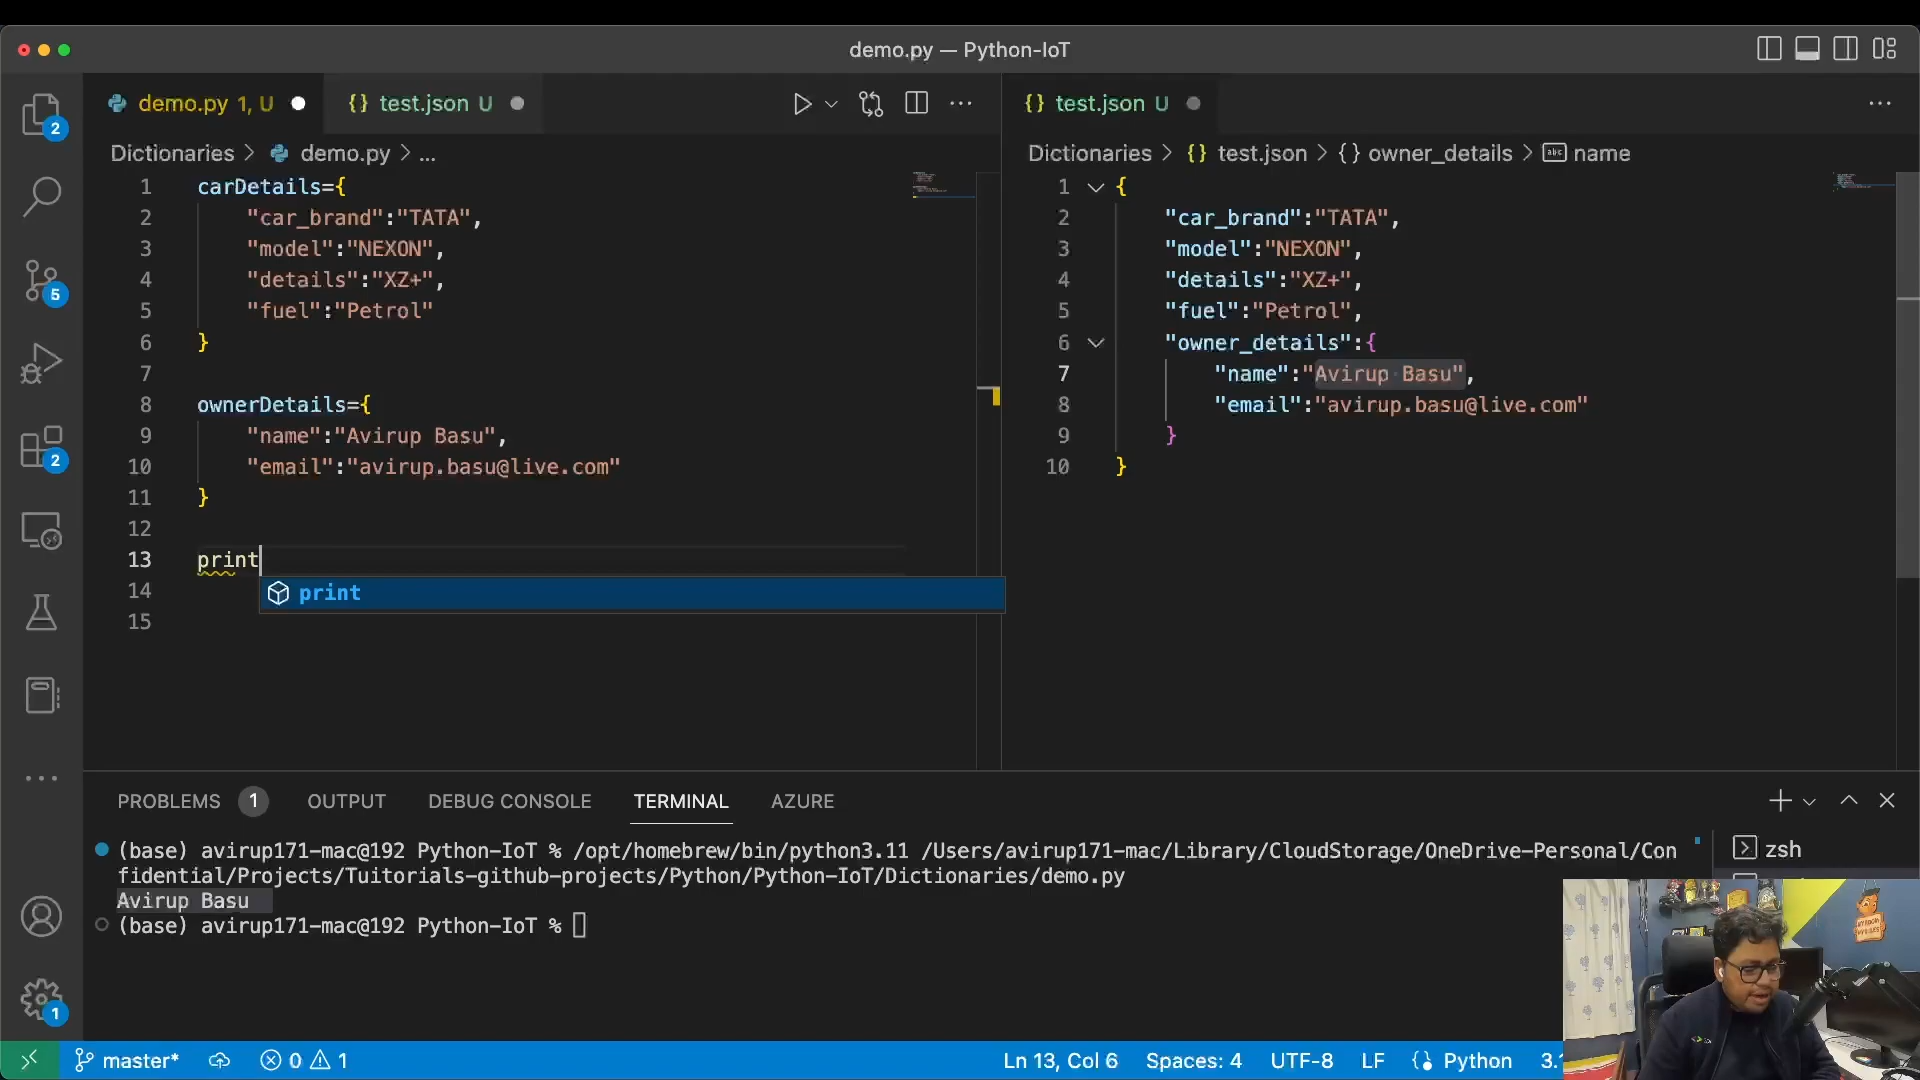 demo.py — Python-IoT
demo.py 1, U
test.json U
test.json U
Dictionaries > demo.py > ...
Dictionaries > {} test.json > {} owner_details > abc name
1 carDetails={
2 "car_brand":"TATA",
3 "model":"NEXON",
4 "details":"XZ+",
5 "fuel":"Petrol"
6 }
7
8 ownerDetails={
9 "name":"Avirup Basu",
10 "email":"avirup.basu@live.com"
11 }
12
13 print
14
15
print
1 {
2 "car_brand":"TATA",
3 "model":"NEXON",
4 "details":"XZ+",
5 "fuel":"Petrol",
6 "owner_details":{
7 "name":"Avirup Basu",
8 "email":"avirup.basu@live.com"
9 }
10 }
2
5
2
1
PROBLEMS 1 OUTPUT DEBUG CONSOLE TERMINAL AZURE
(base) avirup171-mac@192 Python-IoT % /opt/homebrew/bin/python3.11 /Users/avirup171-mac/Library/CloudStorage/OneDrive-Personal/Con
fidential/Projects/Tuitorials-github-projects/Python/Python-IoT/Dictionaries/demo.py
Avirup Basu
(base) avirup171-mac@192 Python-IoT %
zsh
master* 0 1 Ln 13, Col 6 Spaces: 4 UTF-8 LF Python